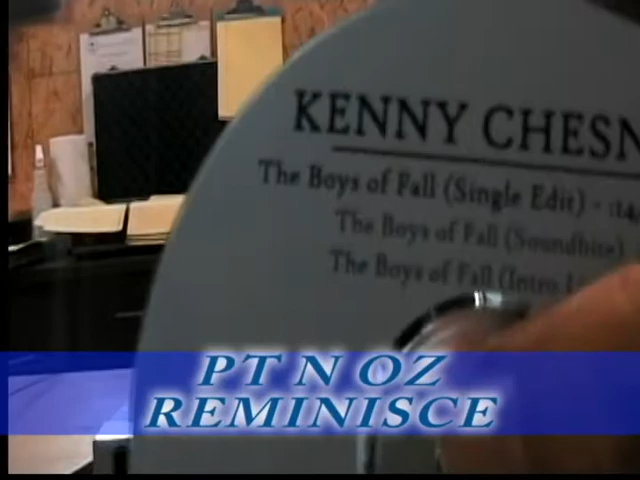 KENNY CHESN
The Boys of Fall (Single Edit) - :14
The Boys of Fall (Soundbite)
The Boys of Fall (Intro
PT N OZ
REMINISCE